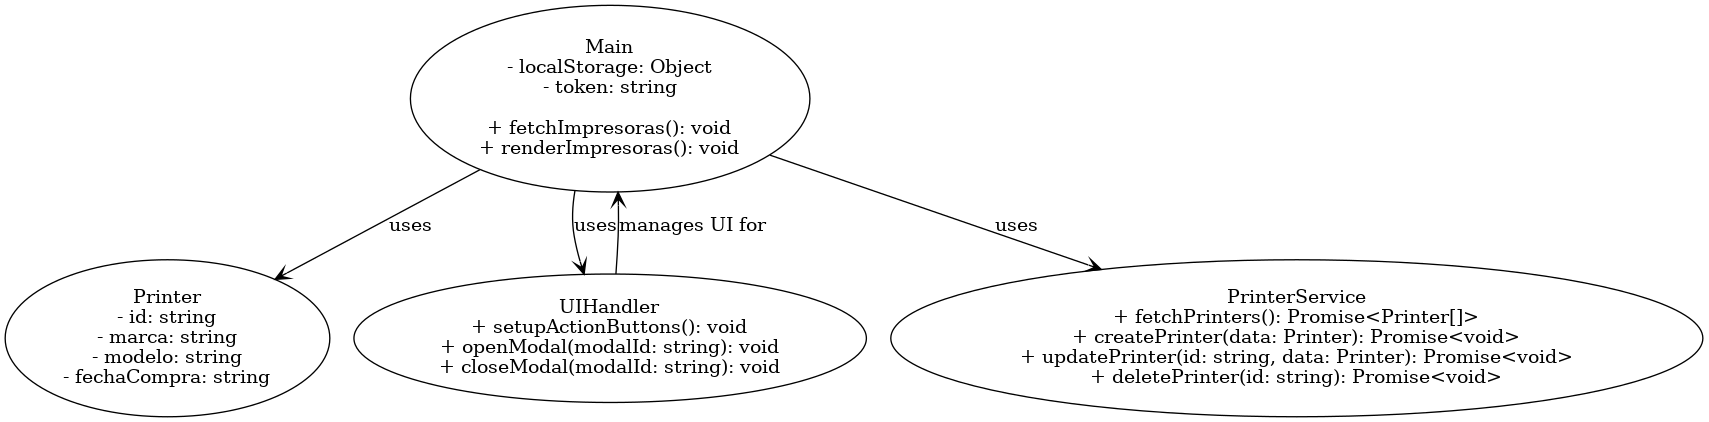 Main
- localStorage: Object
- token: string
+ fetchImpresoras(): void
+ renderImpresoras(): void
uses
uses
manages UI for
uses
Printer
- id: string
- marca: string
- modelo: string
- fechaCompra: string
UIHandler
+ setupActionButtons(): void
+ openModal(modalId: string): void
+ closeModal(modalId: string): void
PrinterService
+ fetchPrinters(): Promise<Printer[]>
+ createPrinter(data: Printer): Promise<void>
+ updatePrinter(id: string, data: Printer): Promise<void>
+ deletePrinter(id: string): Promise<void>